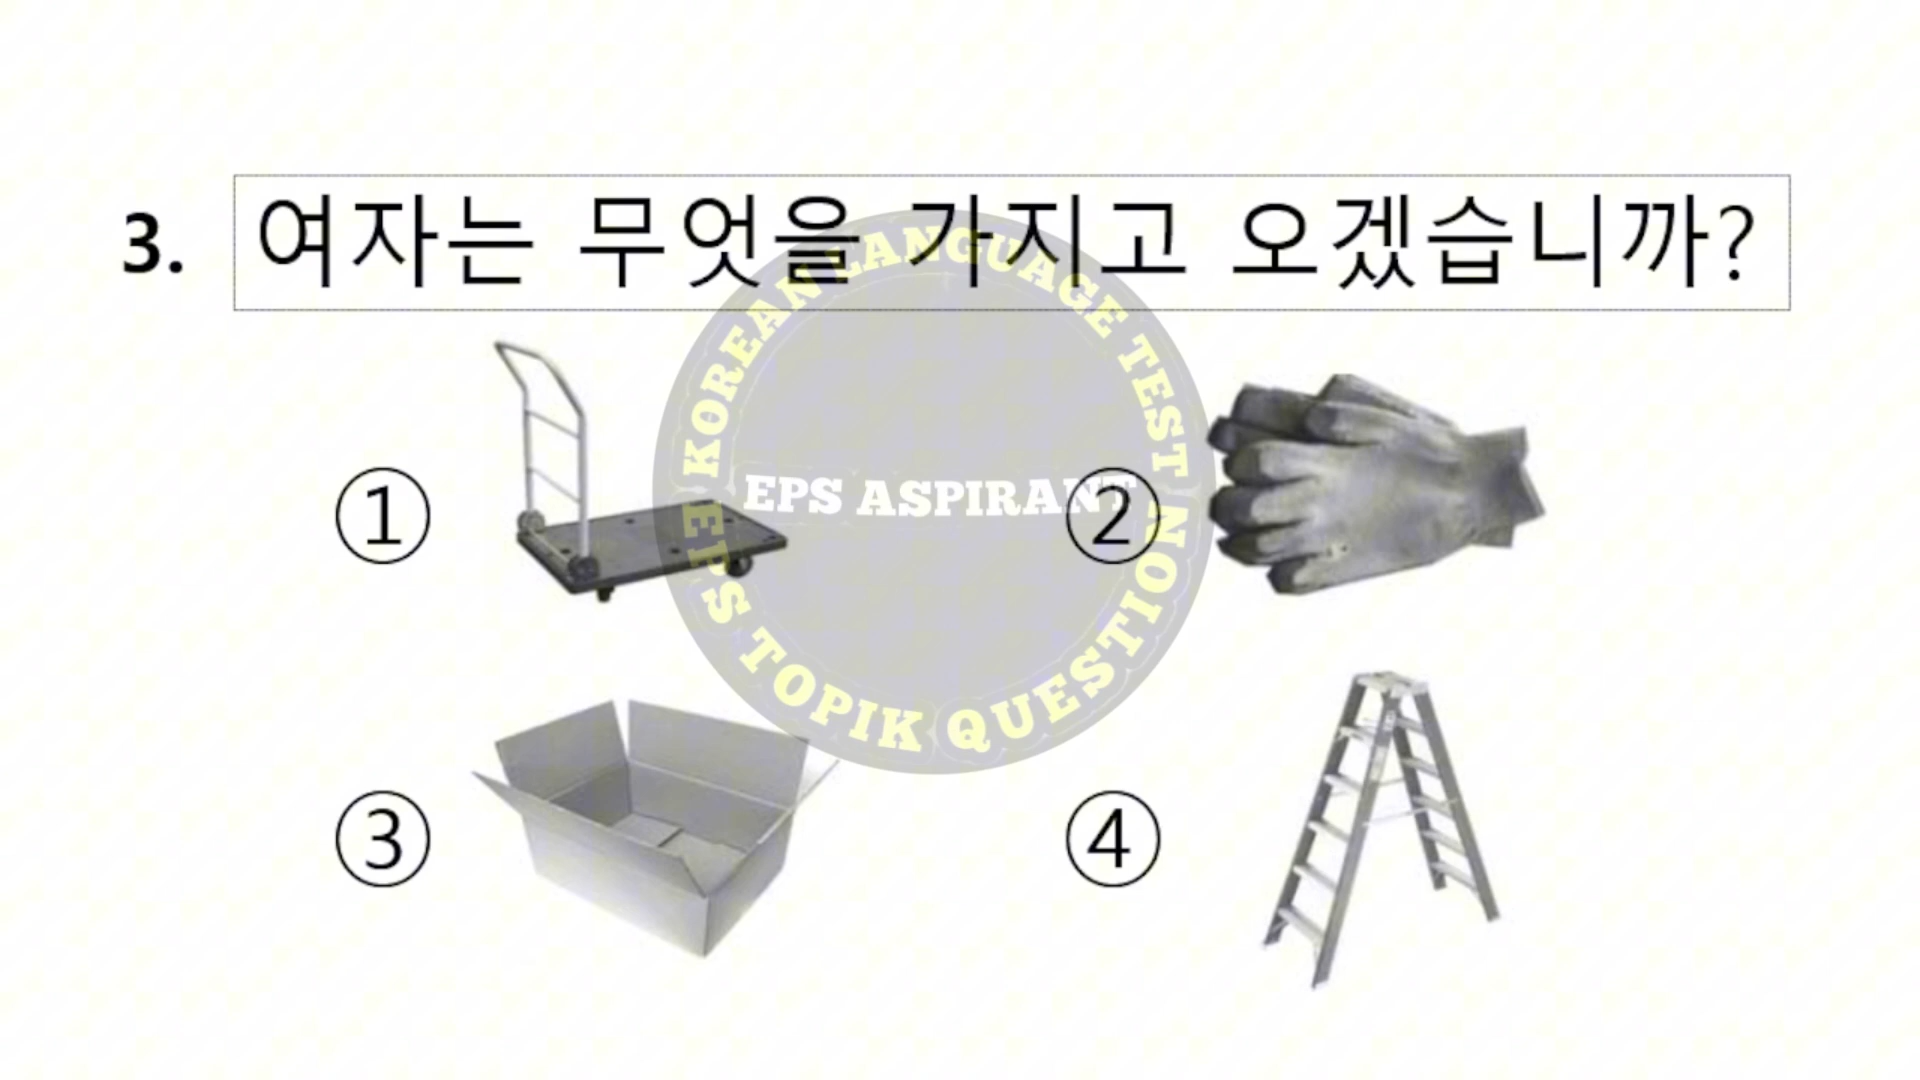 3. 여자는 무엇을 가지고 오겠습니까?
KOREAN LANGUAGE TEST
EPS ASPIRANT
EPS TOPIK QUESTION
① ②
③ ④